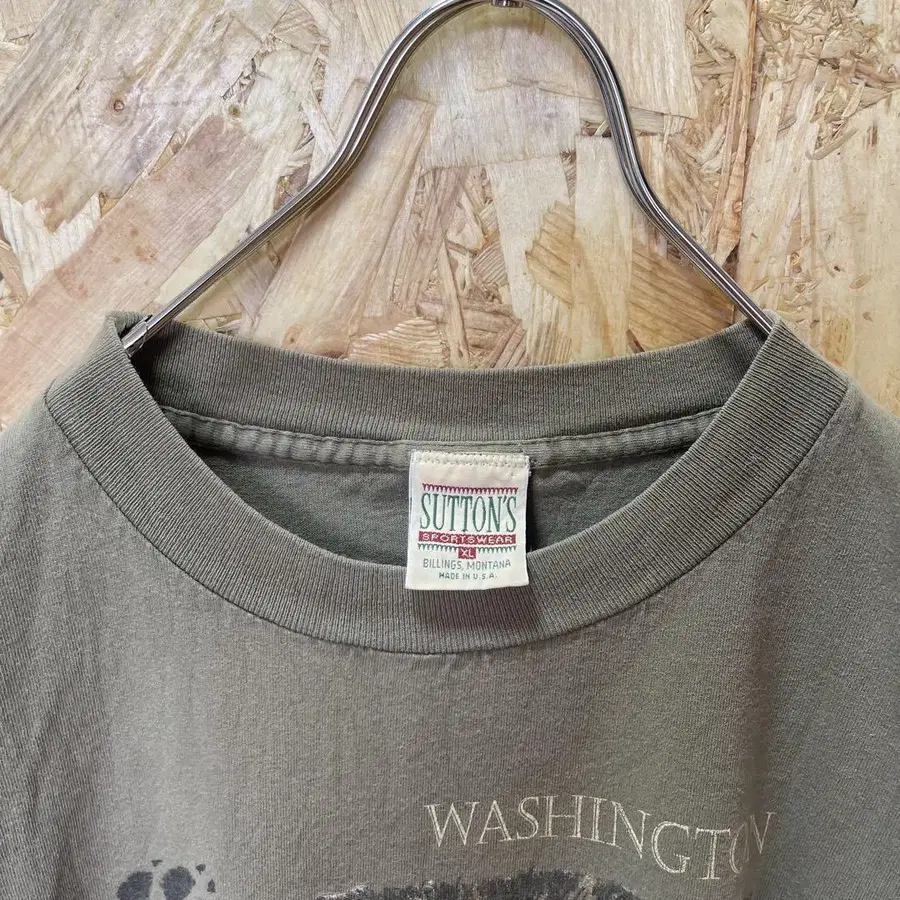 SUTTON'S
SPORTSWEAR
XL
BILLINGS, MONTANA
MADE IN U.S.A.
WASHINGTON